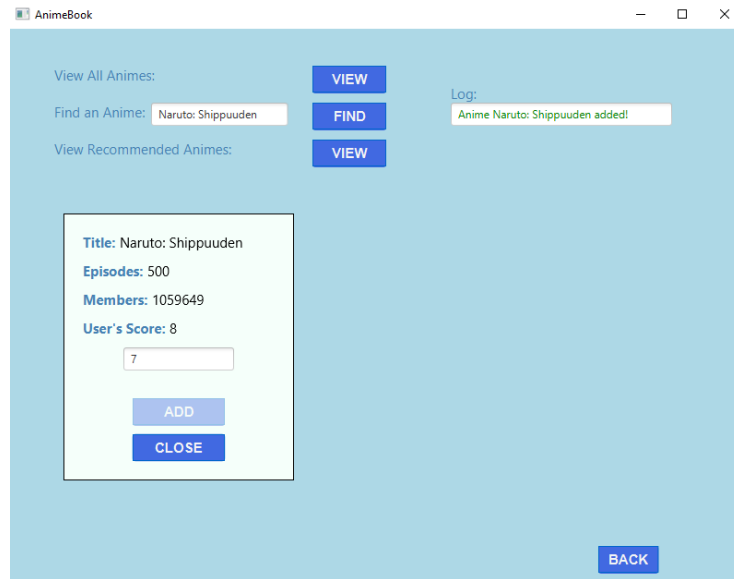 AnimeBook
View All Animes: VIEW
Find an Anime: Naruto: Shippuuden FIND
View Recommended Animes: VIEW
Log:
Anime Naruto: Shippuuden added!
Title: Naruto: Shippuuden
Episodes: 500
Members: 1059649
User's Score: 8
7
ADD
CLOSE
BACK